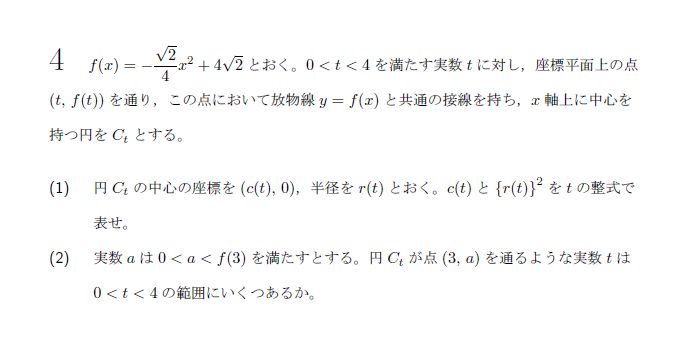 4 f(x) = −\frac{√2}{4}x² + 4√2 とおく。0 < t < 4 を満たす実数 t に対し，座標平面上の点
(t, f(t)) を通り，この点において放物線 y = f(x) と共通の接線を持ち，x 軸上に中心を
持つ円を C_t とする。
(1) 円 C_t の中心の座標を (c(t), 0)，半径を r(t) とおく。c(t) と {r(t)}² を t の整式で
表せ。
(2) 実数 a は 0 < a < f(3) を満たすとする。円 C_t が点 (3, a) を通るような実数 t は
0 < t < 4 の範囲にいくつあるか。